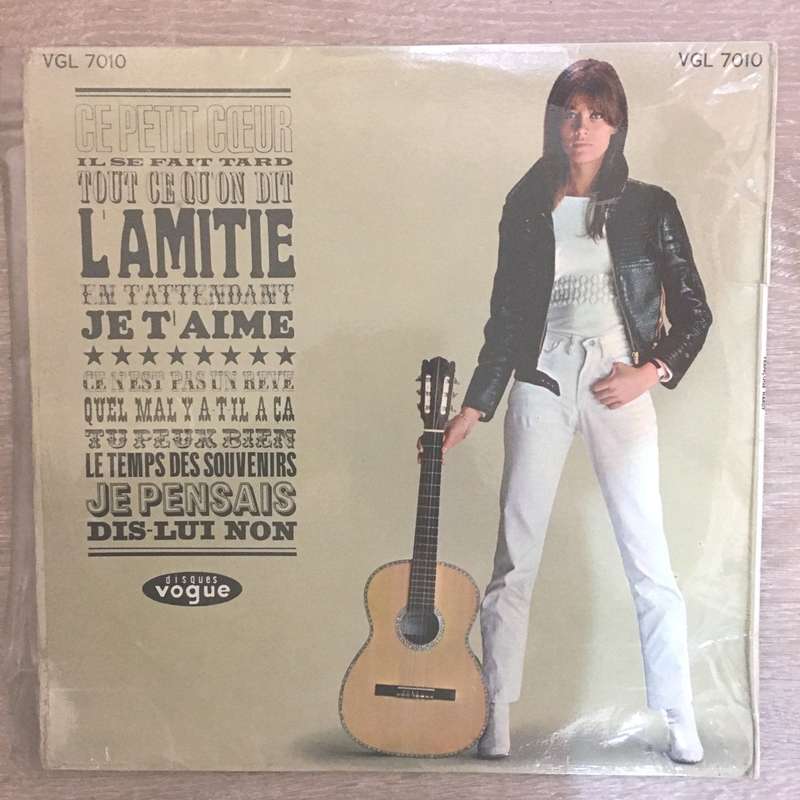 VGL 7010
VGL 7010
CE PETIT CŒUR
IL SE FAIT TARD
TOUT CE QU'ON DIT
L'AMITIE
EN T'ATTENDANT
JE T'AIME
CE N'EST PAS UN REVE
QUEL MAL Y A-T-IL A CA
TU PEUX BIEN
LE TEMPS DES SOUVENIRS
JE PENSAIS
DIS-LUI NON
disques
vogue